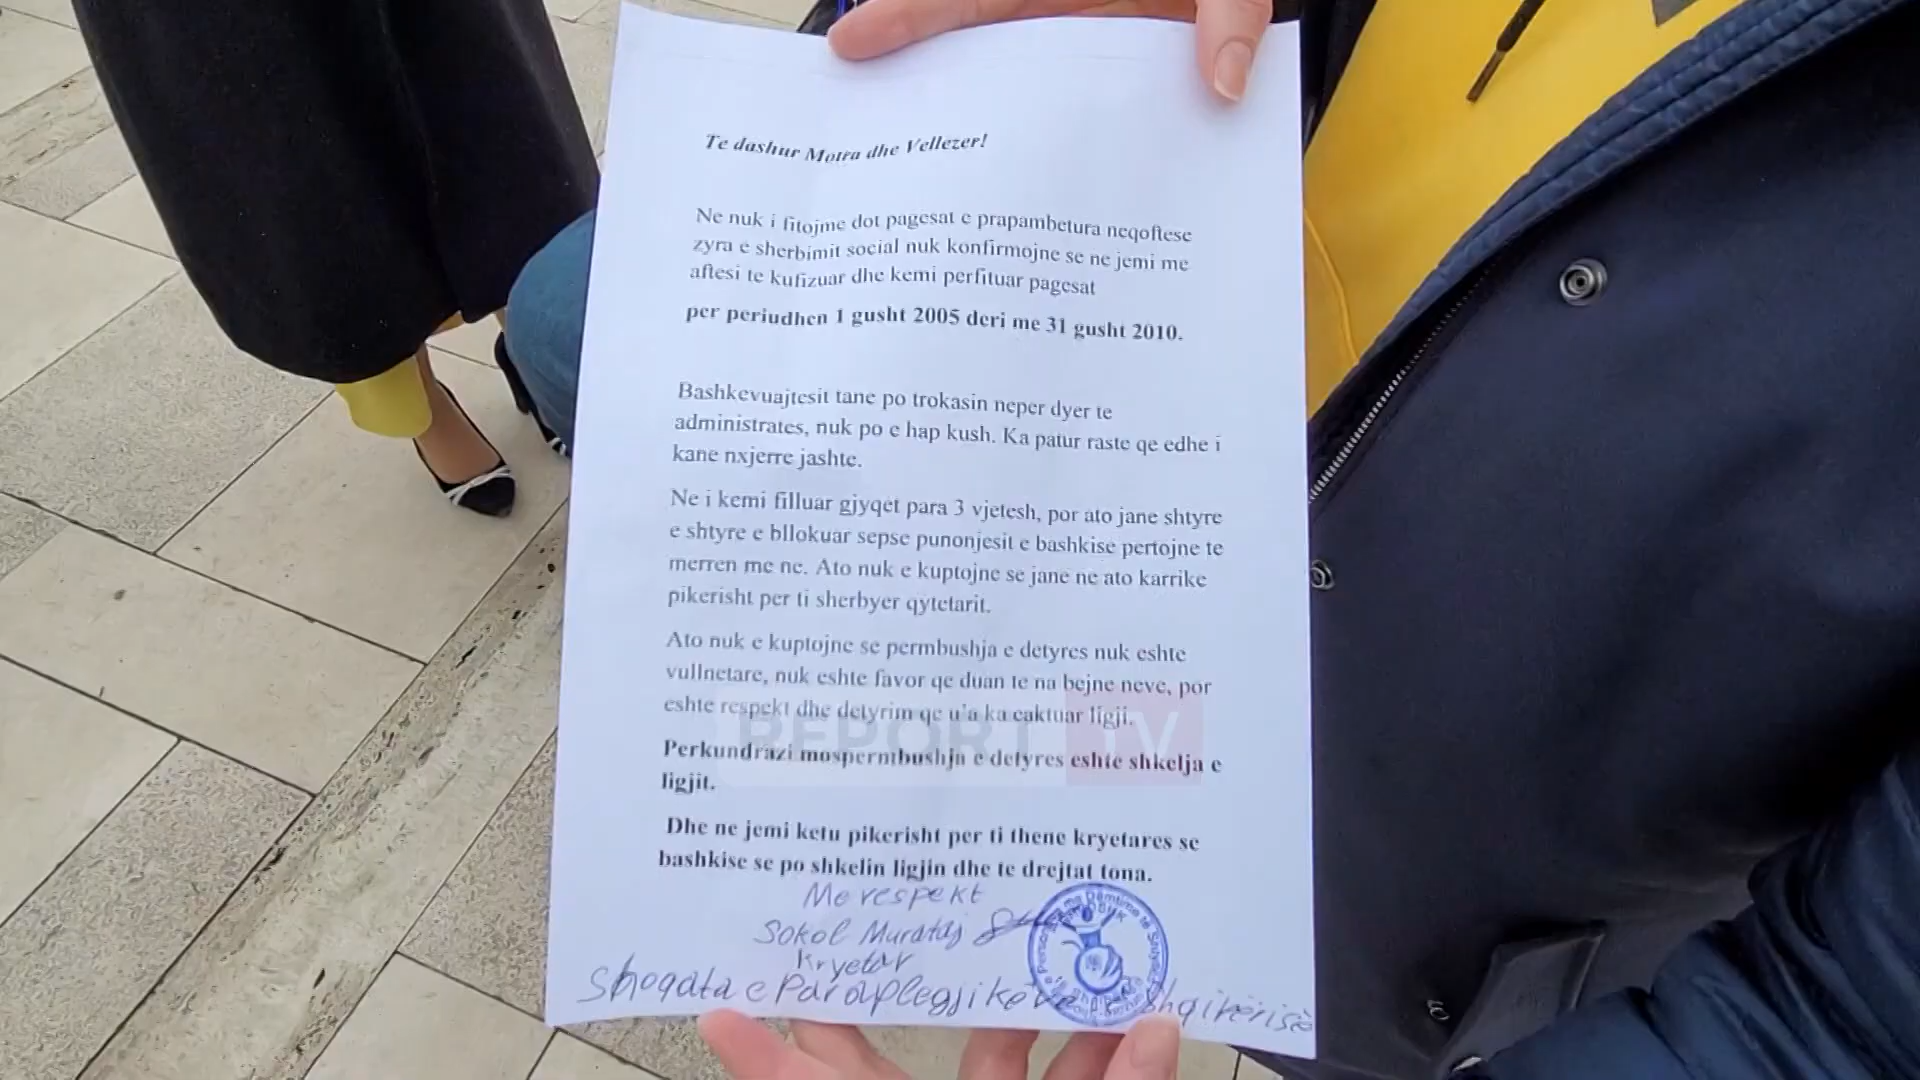 Te dashur Motra dhe Vellezer!
Ne nuk i fitojme dot pagesat e prapambetura neqoftese
zyra e sherbimit social nuk konfirmojne se ne jemi me
aftesi te kufizuar dhe kemi perfituar pagesat
per periudhen 1 gusht 2005 deri me 31 gusht 2010.
Bashkevuajtesit tane po trokasin neper dyer te
administrates, nuk po e hap kush. Ka patur raste qe edhe i
kane nxjerre jashte.
Ne i kemi filluar gjyqet para 3 vjetesh, por ato jane shtyre
e shtyre e bllokuar sepse punonjesit e bashkise pertojne te
merren me ne. Ato nuk e kuptojne se jane ne ato karrike
pikerisht per ti sherbyer qytetarit.
Ato nuk e kuptojne se permbushja e detyres nuk eshte
vullnetare, nuk eshte favor qe duan te na bejne neve, por
eshte respekt dhe detyrim qe u'a ka caktuar ligji.
REPORT TV
Perkundrazi mospermbushja e detyres eshte shkelja e
ligjit.
Dhe ne jemi ketu pikerisht per ti thene kryetares se
bashkise se po shkelin ligjin dhe te drejtat tona.
Me respekt
Sokol Murataj
Kryetar
Shoqata e Paraplegjikëve Shqipërisë